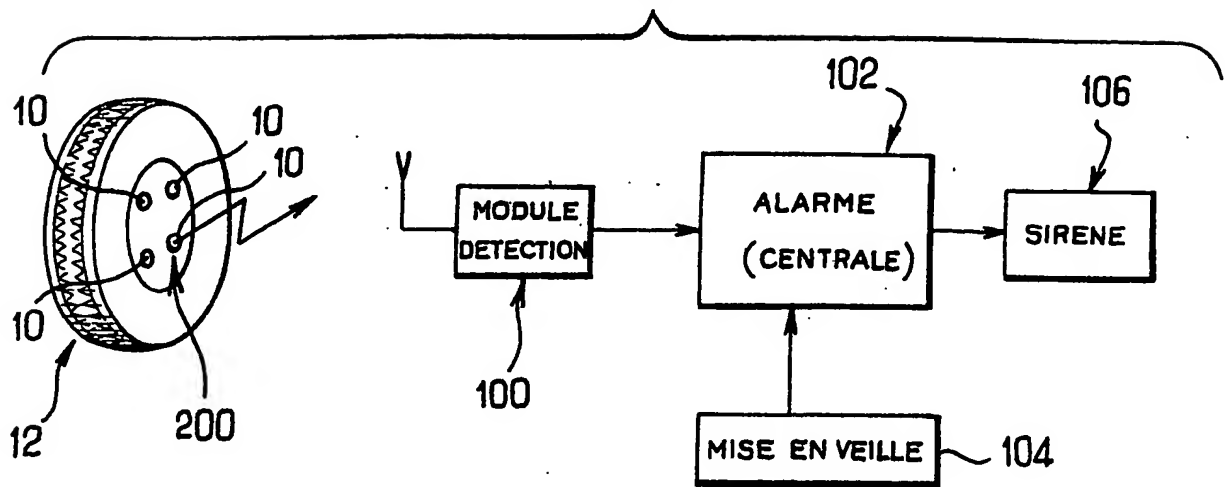 102
106
10
10
10
10
12
200
MODULE
DETECTION
100
ALARME
(CENTRALE)
SIRENE
MISE EN VEILLE
104